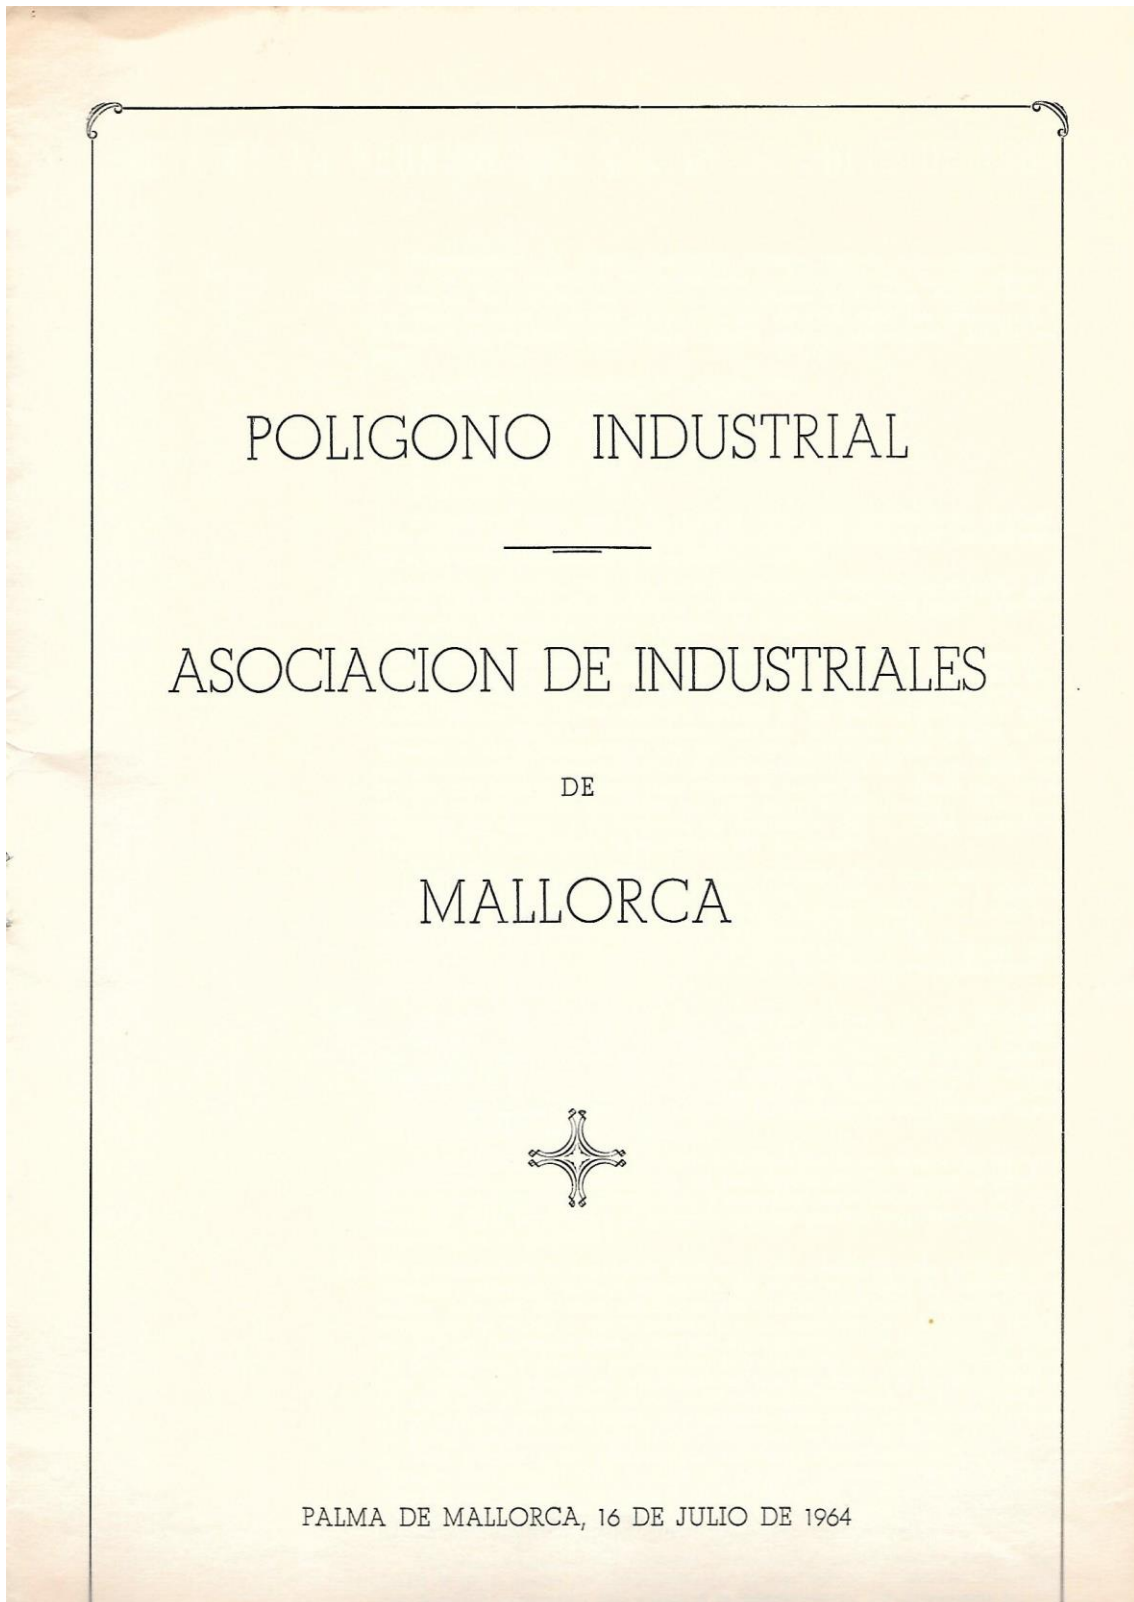 POLIGONO INDUSTRIAL
ASOCIACION DE INDUSTRIALES
DE
MALLORCA
PALMA DE MALLORCA, 16 DE JULIO DE 1964